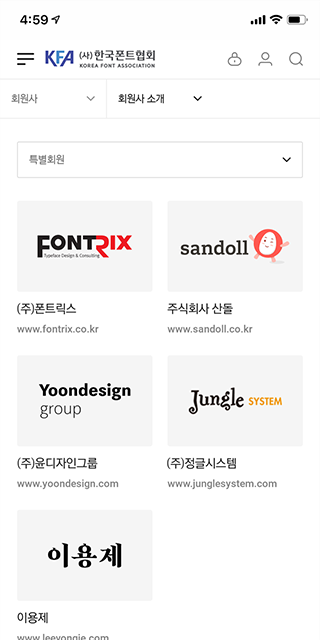 4:59
KFA (사)한국폰트협회
KOREA FONT ASSOCIATION
회원사
회원사 소개
특별회원
FONTRIX
Typeface Design & Consulting
sandoll
(주)폰트릭스
주식회사 산돌
www.fontrix.co.kr
www.sandoll.co.kr
Yoondesign
group
Jungle SYSTEM
(주)윤디자인그룹
(주)정글시스템
www.yoondesign.com
www.junglesystem.com
이용제
이용제
www.leeyongje.com